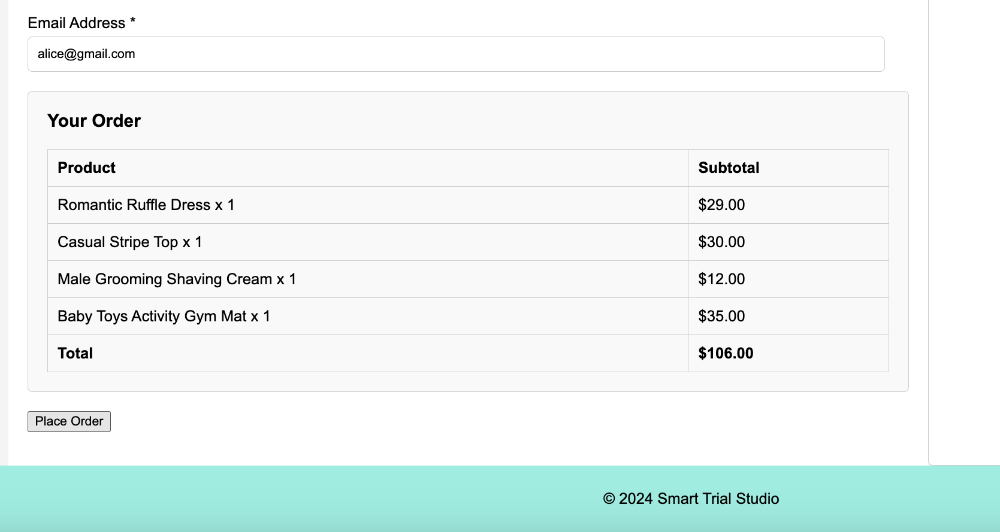 Email Address *
alice@gmail.com
Your Order
Product Subtotal
Romantic Ruffle Dress x 1 $29.00
Casual Stripe Top x 1 $30.00
Male Grooming Shaving Cream x 1 $12.00
Baby Toys Activity Gym Mat x 1 $35.00
Total $106.00
Place Order
© 2024 Smart Trial Studio